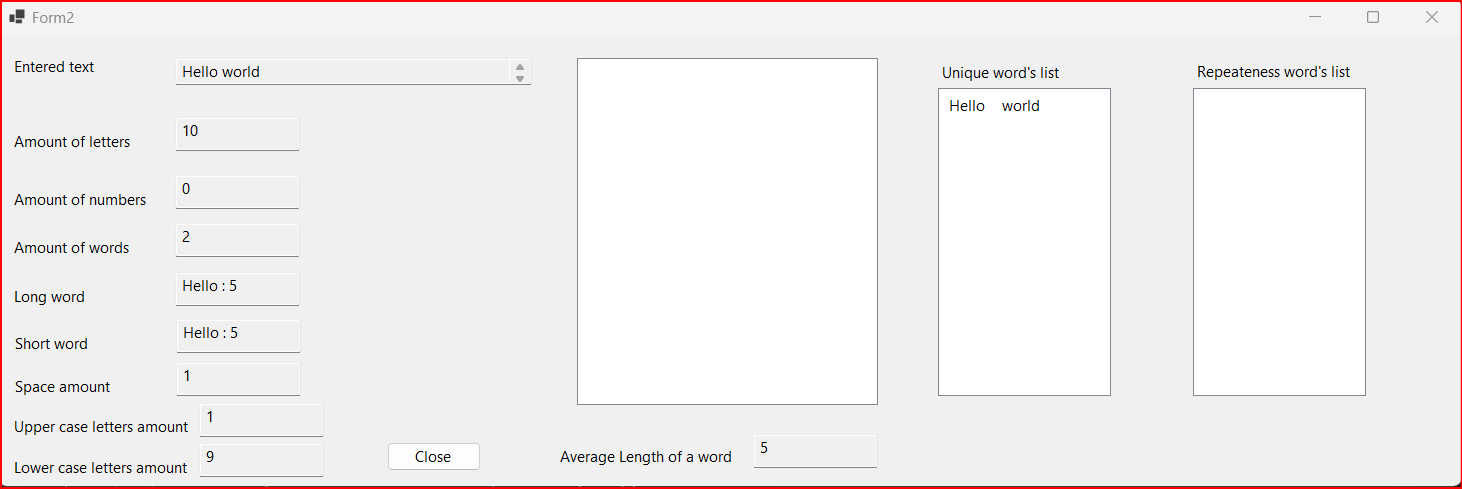 Form2
Entered text
Hello world
Amount of letters
10
Amount of numbers
0
Amount of words
2
Long word
Hello : 5
Short word
Hello : 5
Space amount
1
Upper case letters amount
1
Lower case letters amount
9
Close
Average Length of a word
5
Unique word's list
Hello world
Repeateness word's list